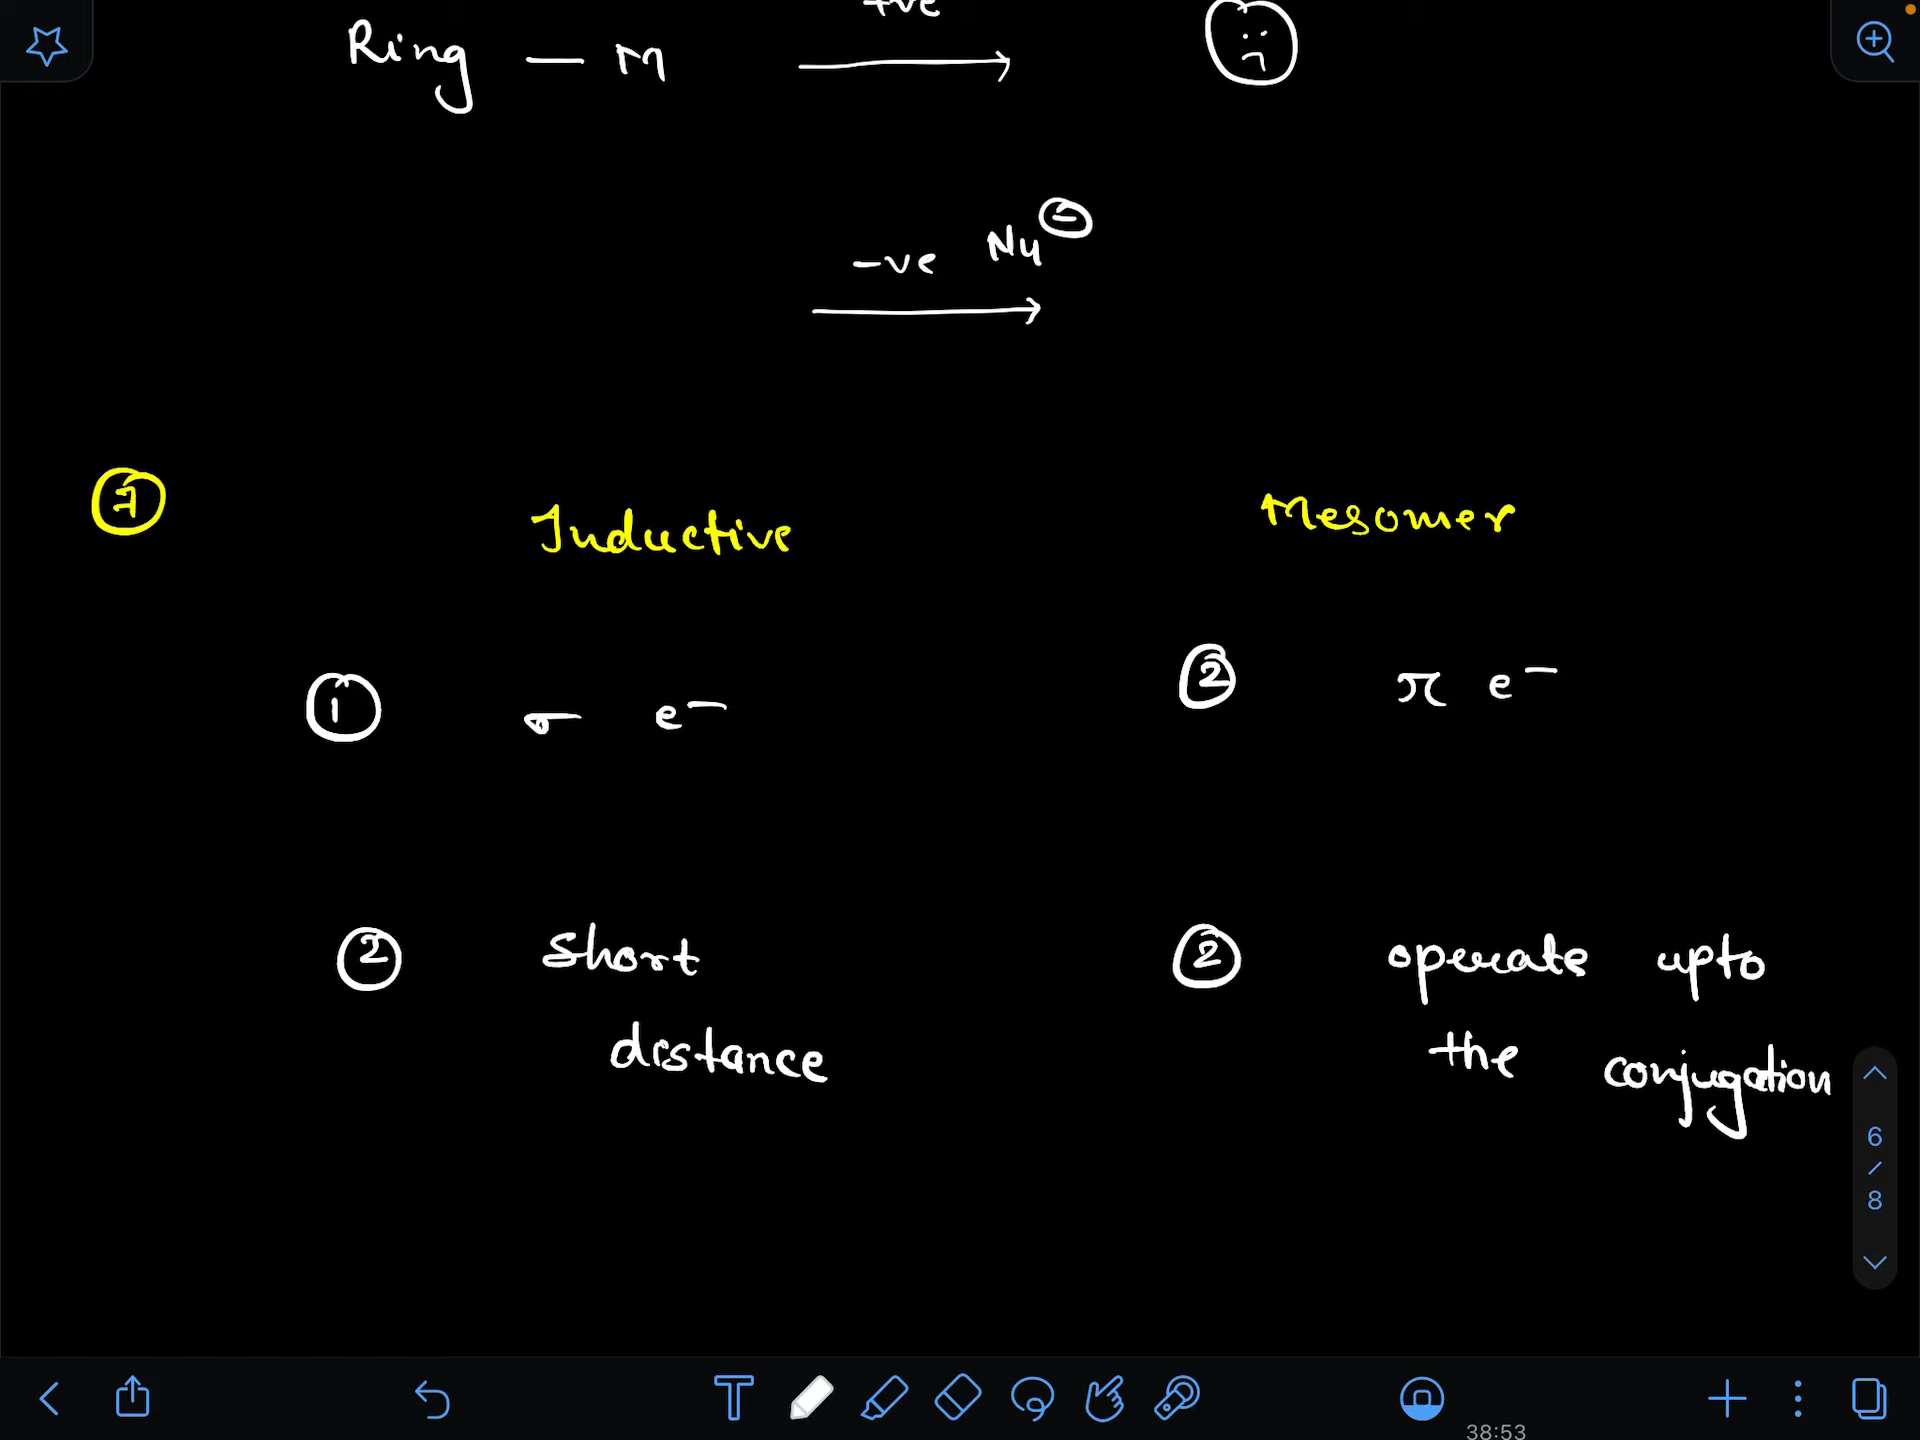 +ve
Ring — M ⟶
-ve Nu⊖
⟶
7 Inductive Mesomer
1 σ e⁻ 2 π e⁻
2 short 2 operate upto
distance the conjugation
6
/
8
T
38:53